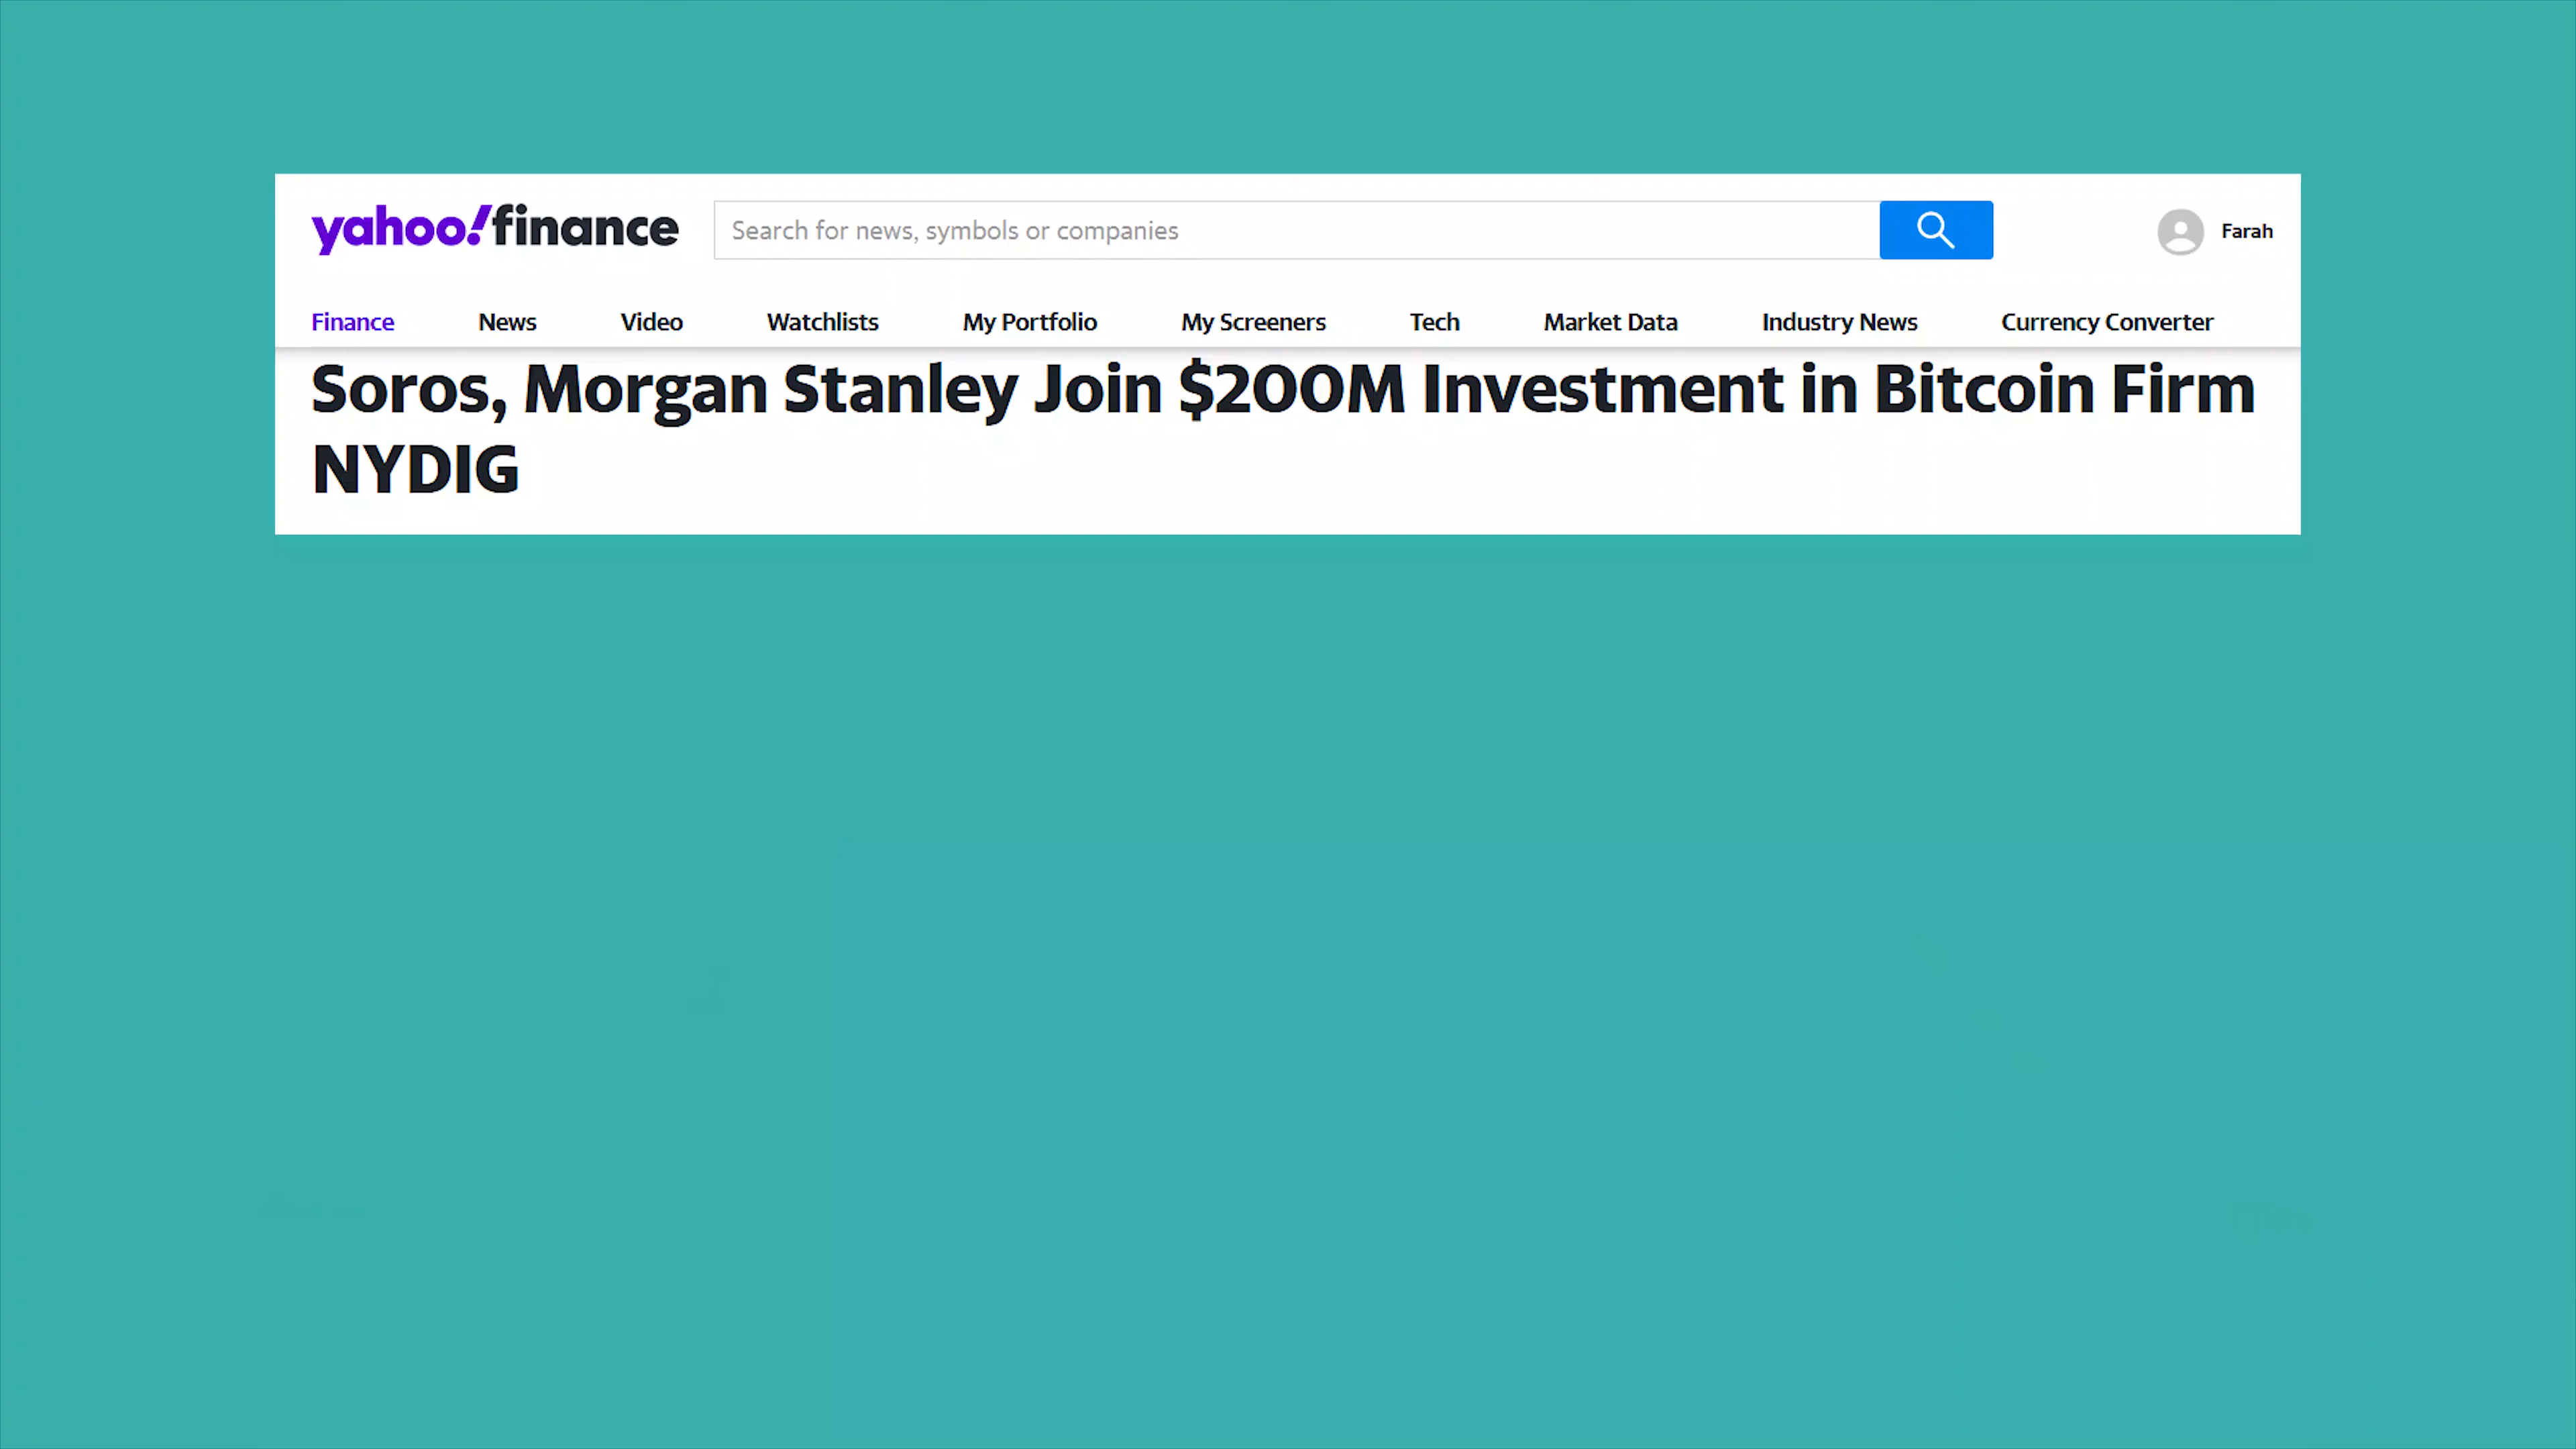 yahoo!finance
Search for news, symbols or companies
Farah
Finance News Video Watchlists My Portfolio My Screeners Tech Market Data Industry News Currency Converter
Soros, Morgan Stanley Join $200M Investment in Bitcoin Firm
NYDIG